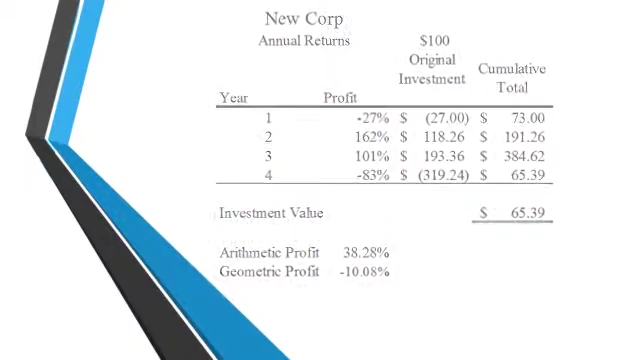 New Corp
Annual Returns $100
Original
Investment Cumulative
Total
Year Profit
1 -27% $ (27.00) $ 73.00
2 162% $ 118.26 $ 191.26
3 101% $ 193.36 $ 384.62
4 -83% $ (319.24) $ 65.39
Investment Value $ 65.39
Arithmetic Profit 38.28%
Geometric Profit -10.08%